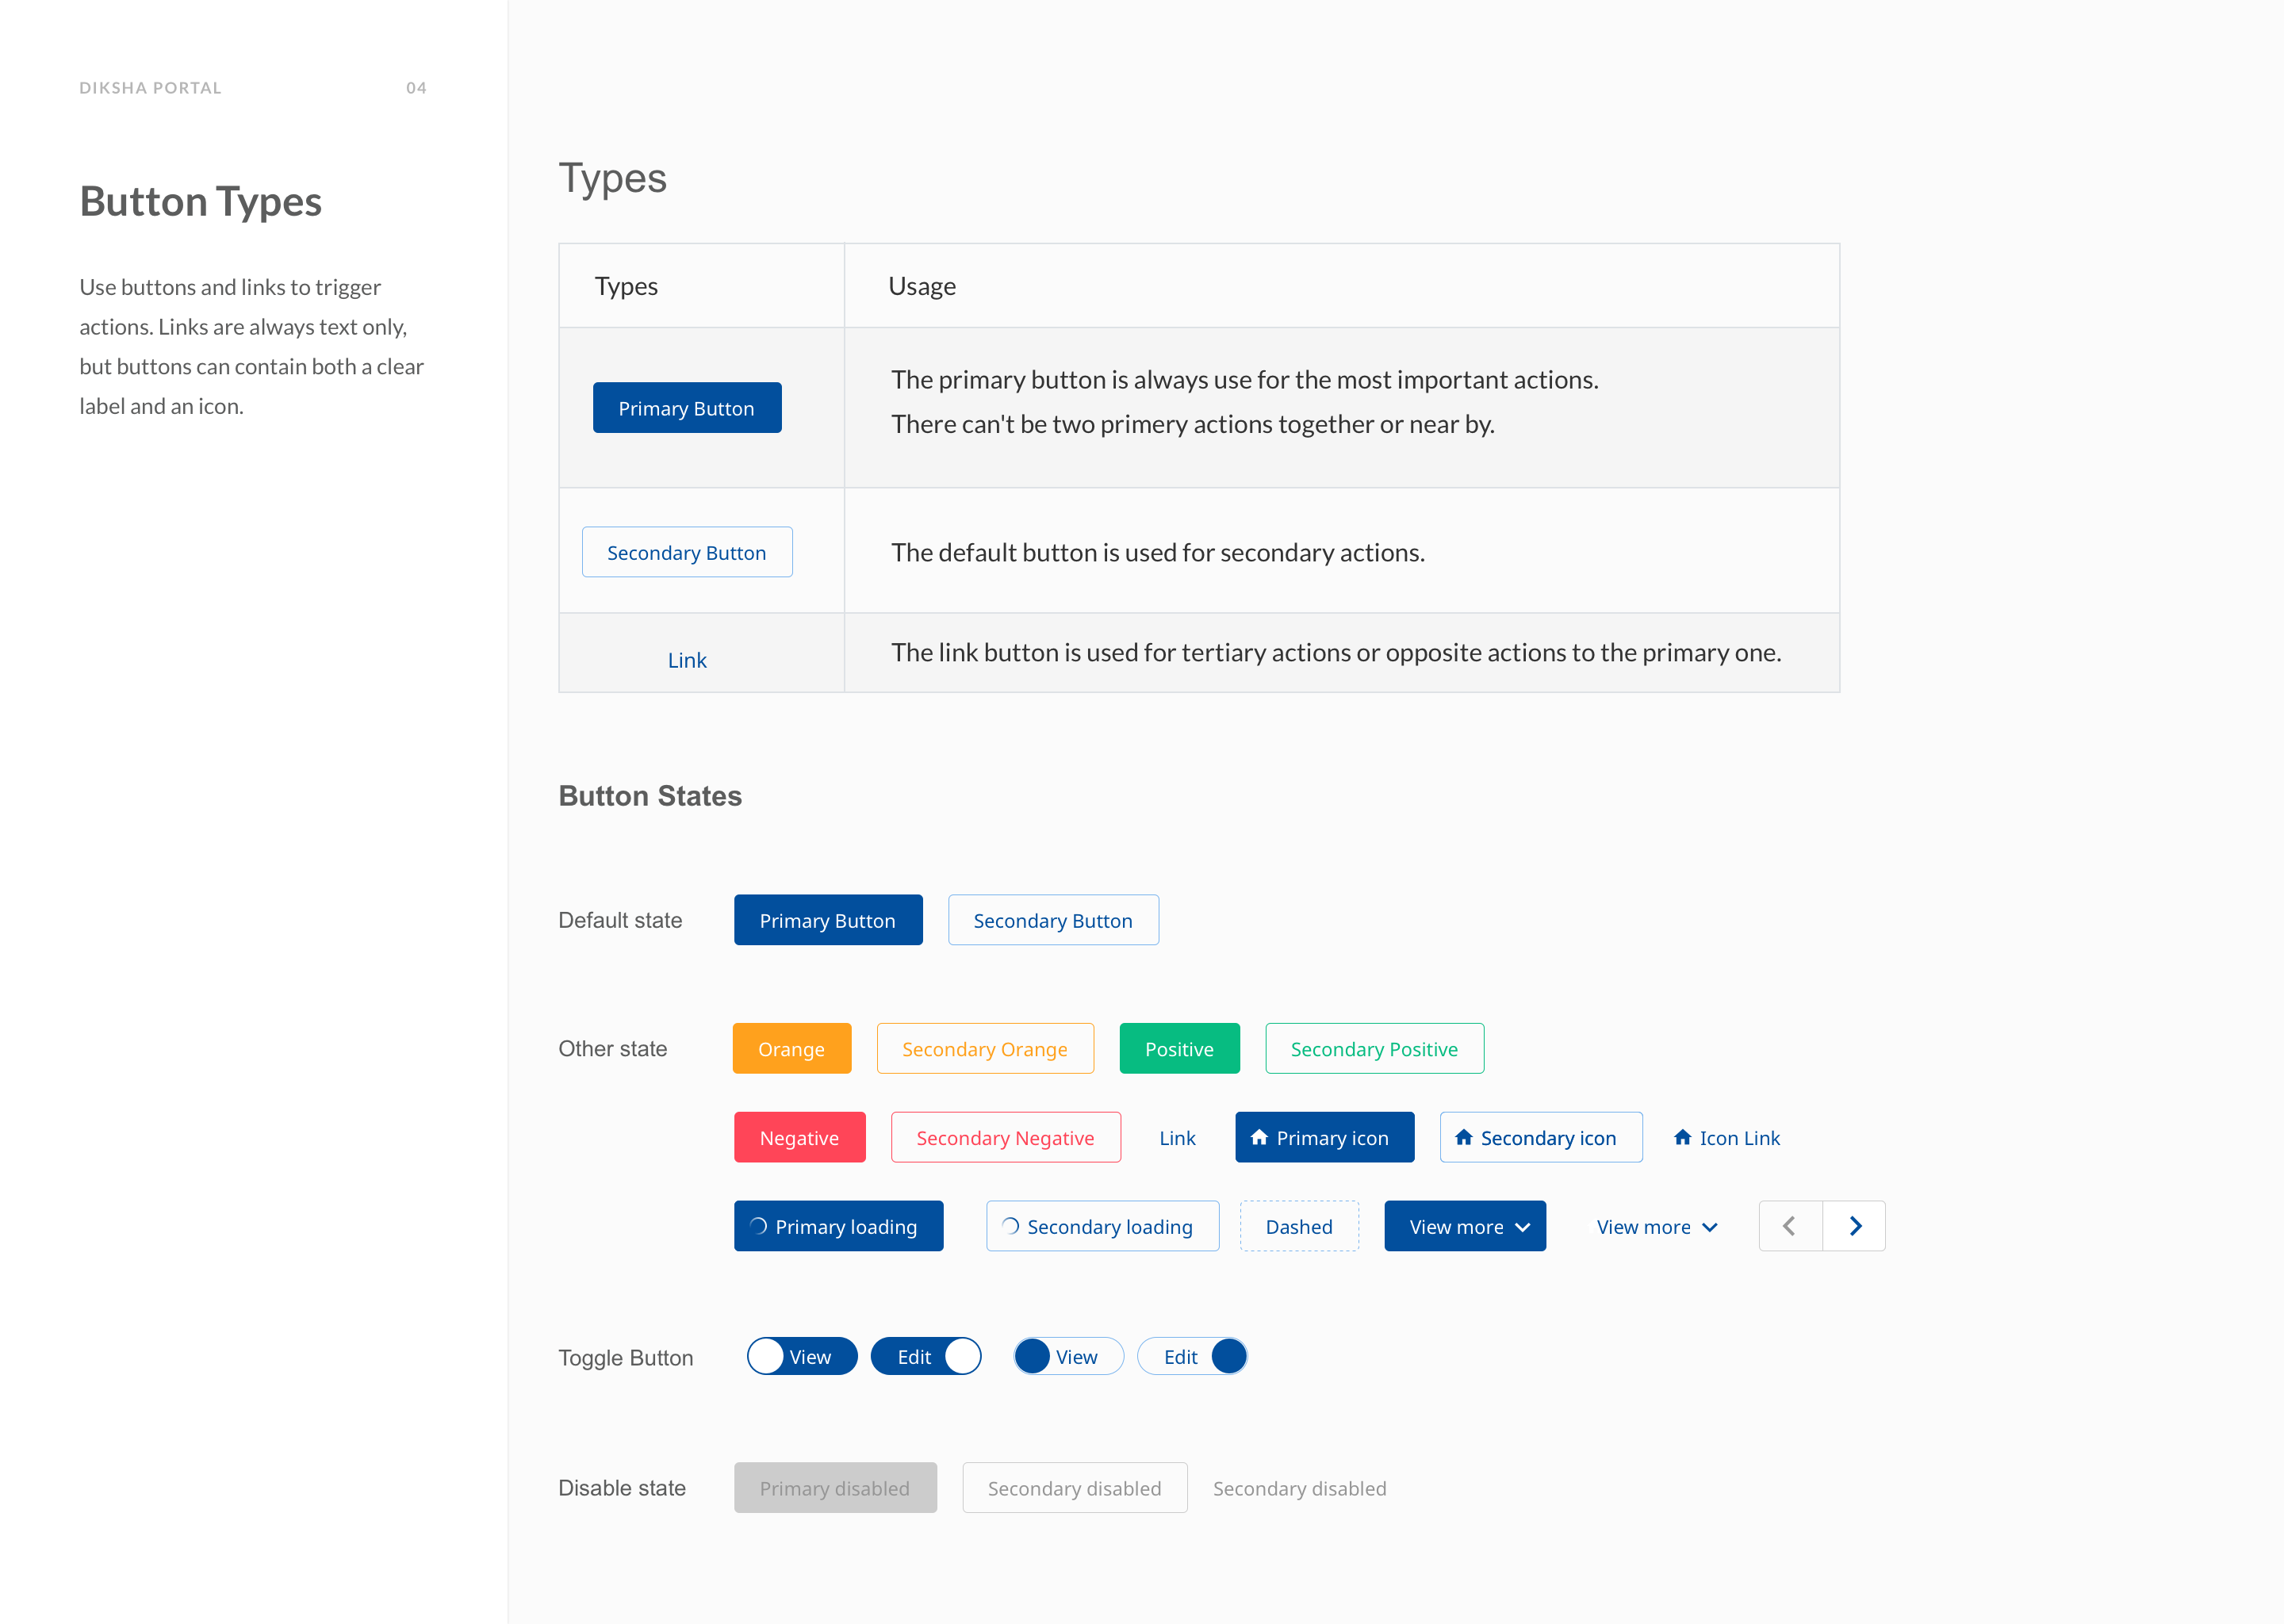 DIKSHA PORTAL 04
Button Types
Use buttons and links to trigger
actions. Links are always text only,
but buttons can contain both a clear
label and an icon.
Types
Types Usage
Primary Button
The primary button is always use for the most important actions.
There can't be two primery actions together or near by.
Secondary Button The default button is used for secondary actions.
Link The link button is used for tertiary actions or opposite actions to the primary one.
Button States
Default state Primary Button Secondary Button
Other state Orange Secondary Orange Positive Secondary Positive
Negative Secondary Negative Link Primary icon Secondary icon Icon Link
Primary loading Secondary loading Dashed View more View more
Toggle Button View Edit View Edit
Disable state Primary disabled Secondary disabled Secondary disabled